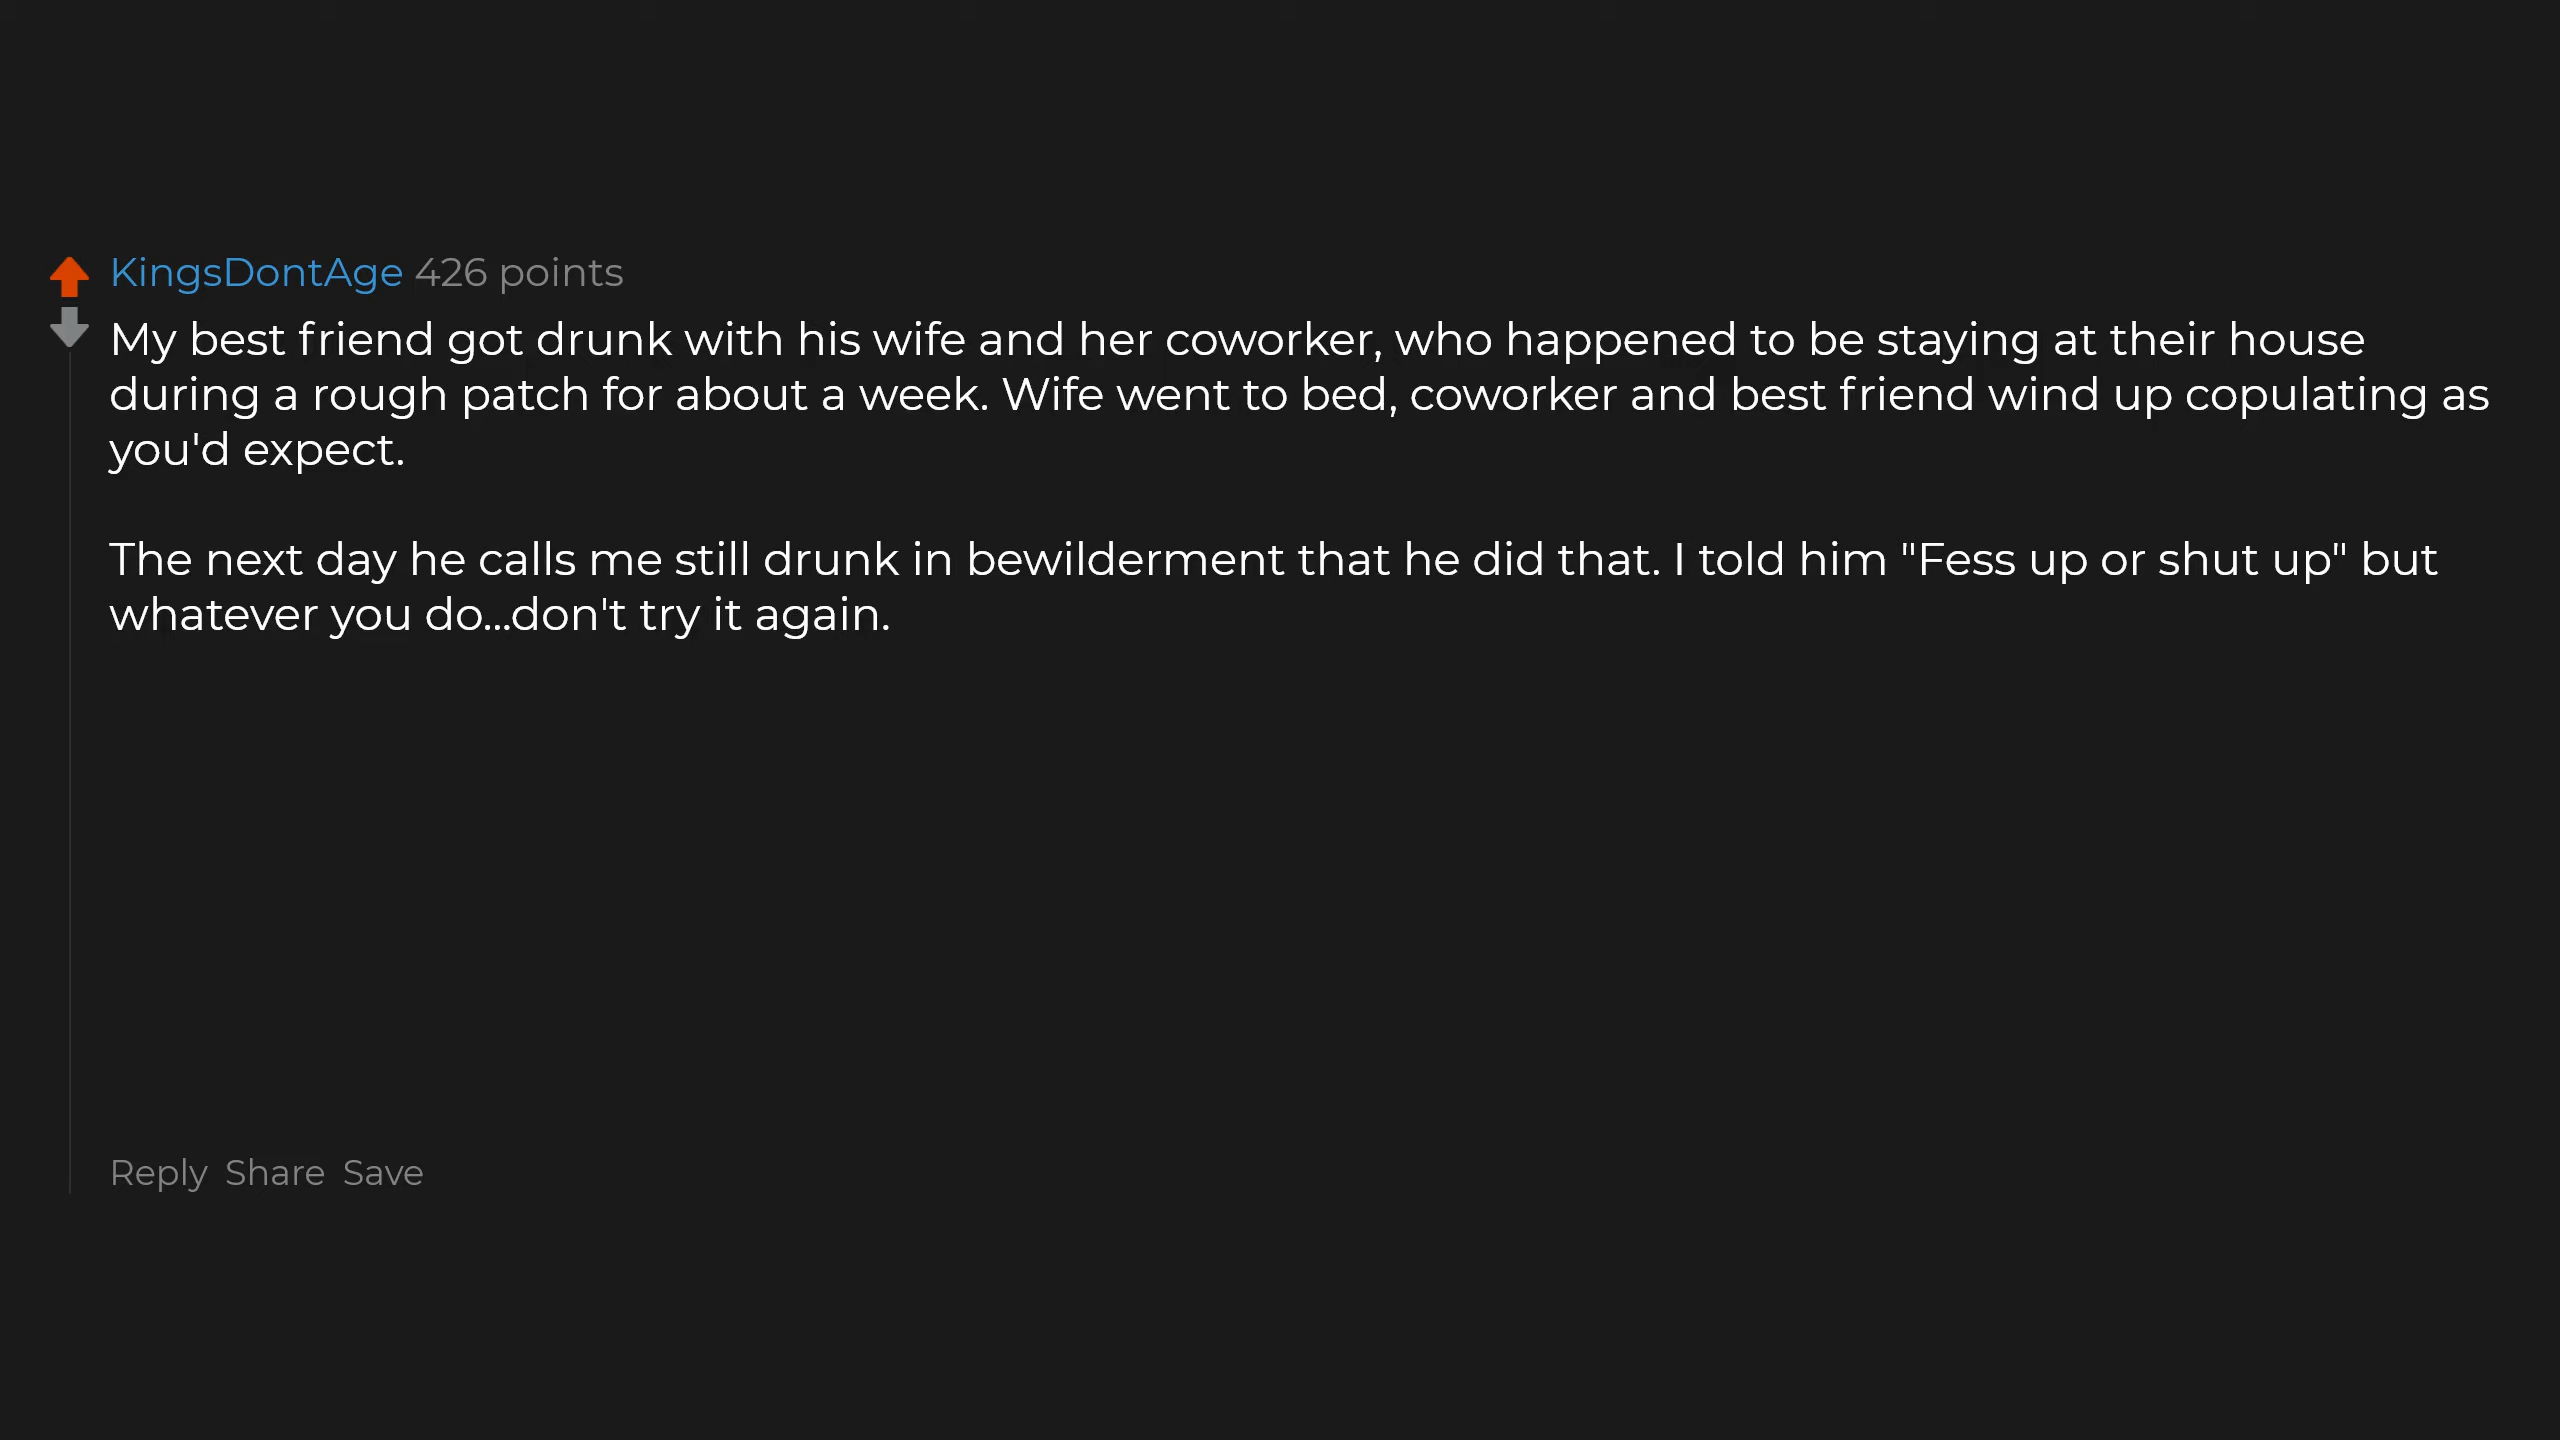 KingsDontAge 426 points
My best friend got drunk with his wife and her coworker, who happened to be staying at their house
during a rough patch for about a week. Wife went to bed, coworker and best friend wind up copulating as
you'd expect.
The next day he calls me still drunk in bewilderment that he did that. I told him "Fess up or shut up" but
whatever you do...don't try it again.
Reply Share Save